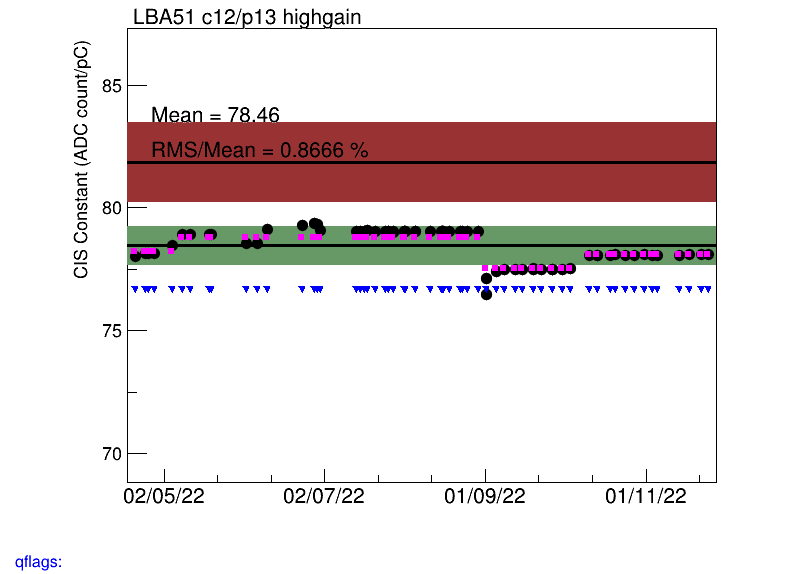 LBA51 c12/p13 highgain
CIS Constant (ADC count/pC)
85
Mean = 78.46
RMS/Mean = 0.8666 %
80
75
70
02/05/22 02/07/22 01/09/22 01/11/22
qflags: